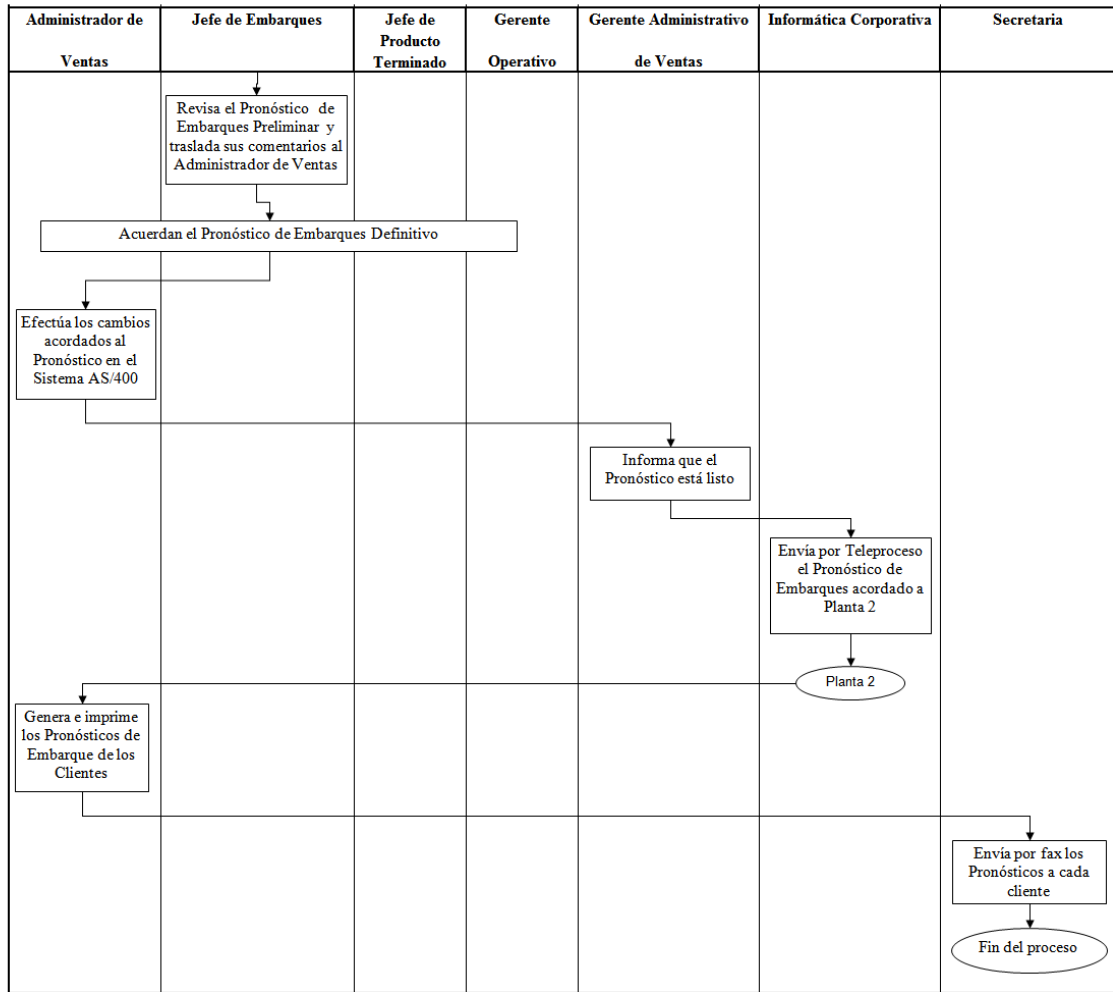 Administrador de
Ventas
Jefe de Embarques
Jefe de
Producto
Terminado
Gerente
Operativo
Gerente Administrativo
de Ventas
Informática Corporativa
Secretaria
Revisa el Pronóstico de
Embarques Preliminar y
traslada sus comentarios al
Administrador de Ventas
Acuerdan el Pronóstico de Embarques Definitivo
Efectúa los cambios
acordados al
Pronóstico en el
Sistema AS/400
Informa que el
Pronóstico está listo
Envía por Teleproceso
el Pronóstico de
Embarques acordado a
Planta 2
Planta 2
Genera e imprime
los Pronósticos de
Embarque de los
Clientes
Envía por fax los
Pronósticos a cada
cliente
Fin del proceso